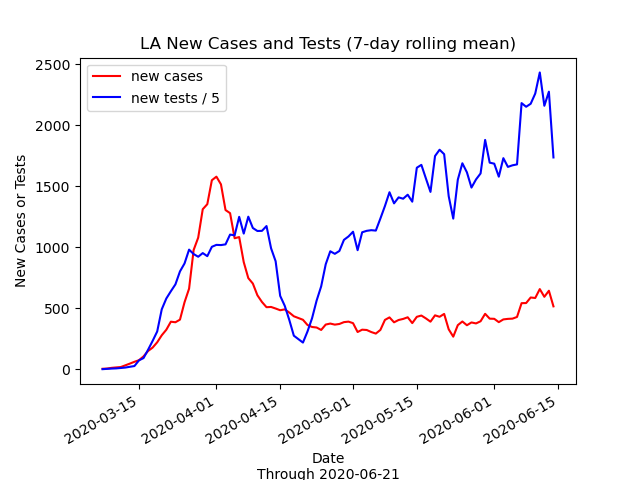 LA New Cases and Tests (7-day rolling mean)
new cases
new tests / 5
New Cases or Tests
2500
2000
1500
1000
500
0
2020-03-15
2020-04-01
2020-04-15
2020-05-01
2020-05-15
2020-06-01
2020-06-15
Date
Through 2020-06-21